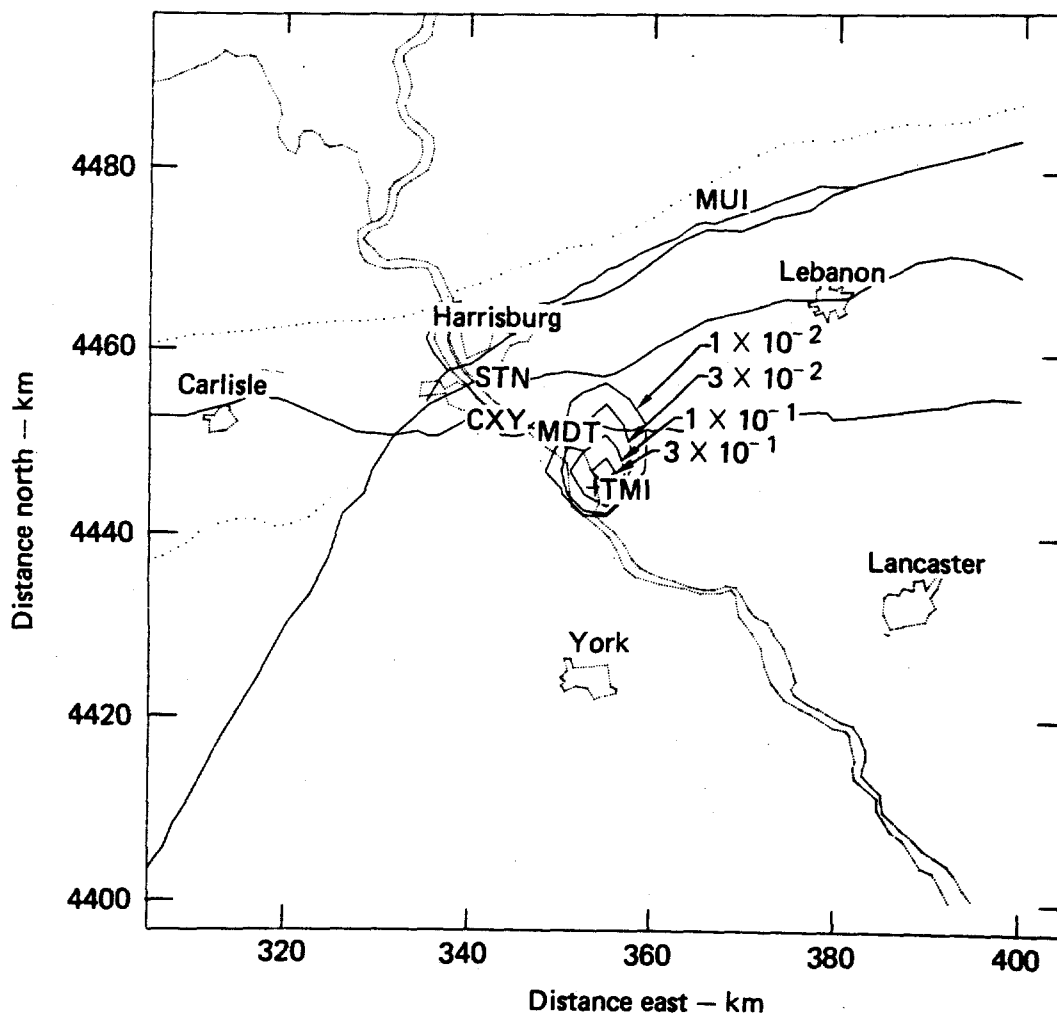 4480
4460
4440
4420
4400
Distance north — km
320
340
360
380
400
Distance east — km
MUI
Lebanon
Harrisburg
1 × 10⁻²
3 × 10⁻²
Carlisle
STN
1 × 10⁻¹
CXY
MDT
3 × 10⁻¹
+TMI
Lancaster
York